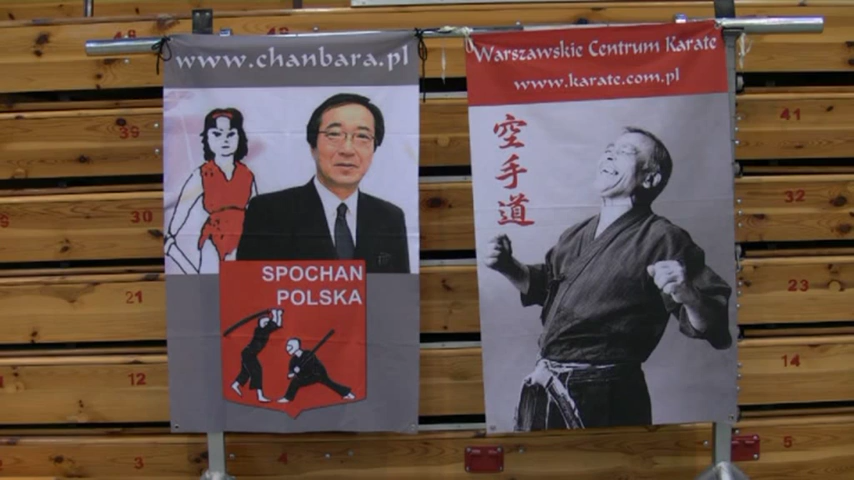 www.chanbara.pl
SPOCHAN
POLSKA
Warszawskie Centrum Karate
www.karate.com.pl
空
手
道
39
30
21
12
3
4
41
32
23
14
5